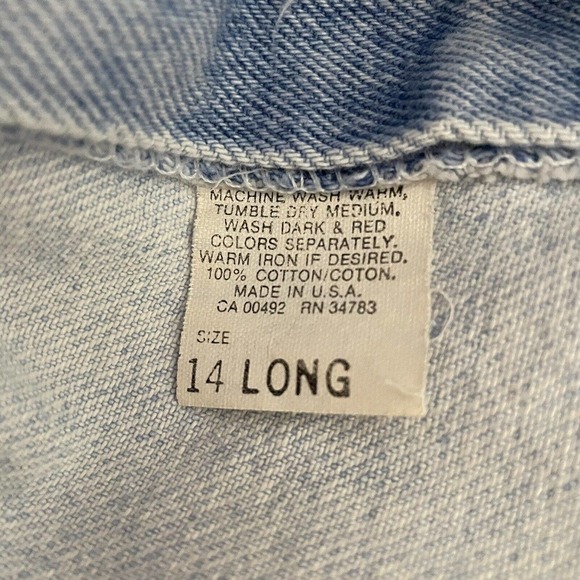 MACHINE WASH WARM,
TUMBLE DRY MEDIUM.
WASH DARK & RED
COLORS SEPARATELY.
WARM IRON IF DESIRED.
100% COTTON/COTON.
MADE IN U.S.A.
CA 00492 RN 34783
SIZE
14 LONG